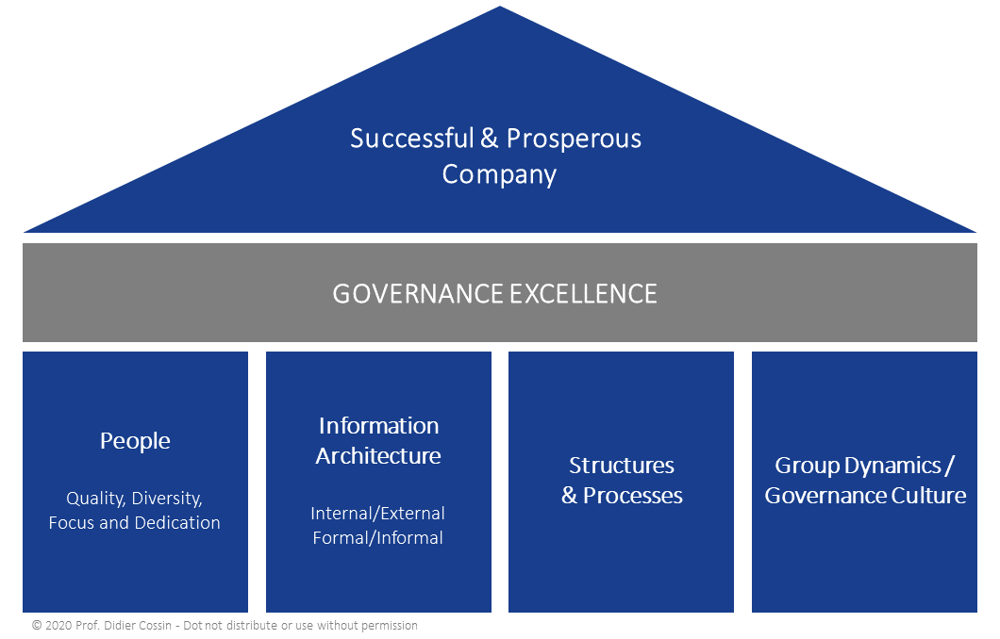 Successful & Prosperous
Company
GOVERNANCE EXCELLENCE
People
Quality, Diversity,
Focus and Dedication
Information
Architecture
Internal/External
Formal/Informal
Structures
& Processes
Group Dynamics /
Governance Culture
© 2020 Prof. Didier Cossin - Dot not distribute or use without permission